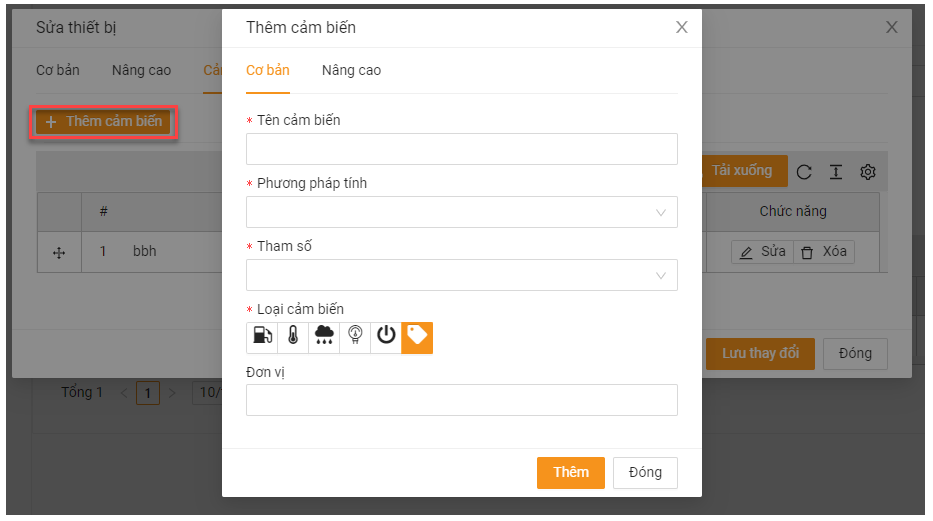 Sửa thiết bị
Cơ bản Nâng cao
+ Thêm cảm biến
Tải xuống
# Chức năng
1 bbh Sửa Xóa
Lưu thay đổi Đóng
Tổng 1 < 1 > 10/
Thêm cảm biến
Cơ bản Nâng cao
* Tên cảm biến
* Phương pháp tính
* Tham số
* Loại cảm biến
Đơn vị
Thêm Đóng